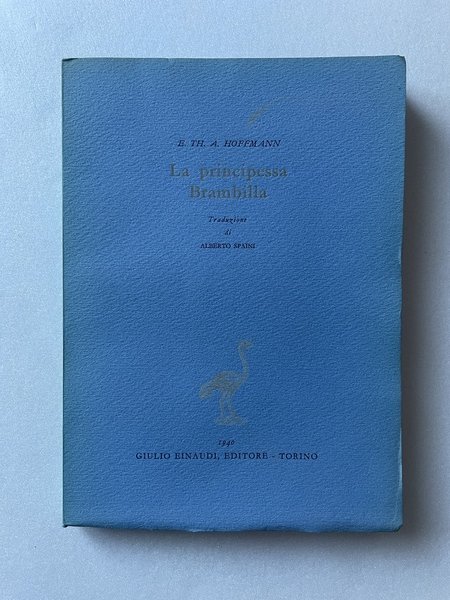 E. TH. A. HOFFMANN
La principessa
Brambilla
Traduzione
di
ALBERTO SPAINI
1940
GIULIO EINAUDI, EDITORE - TORINO